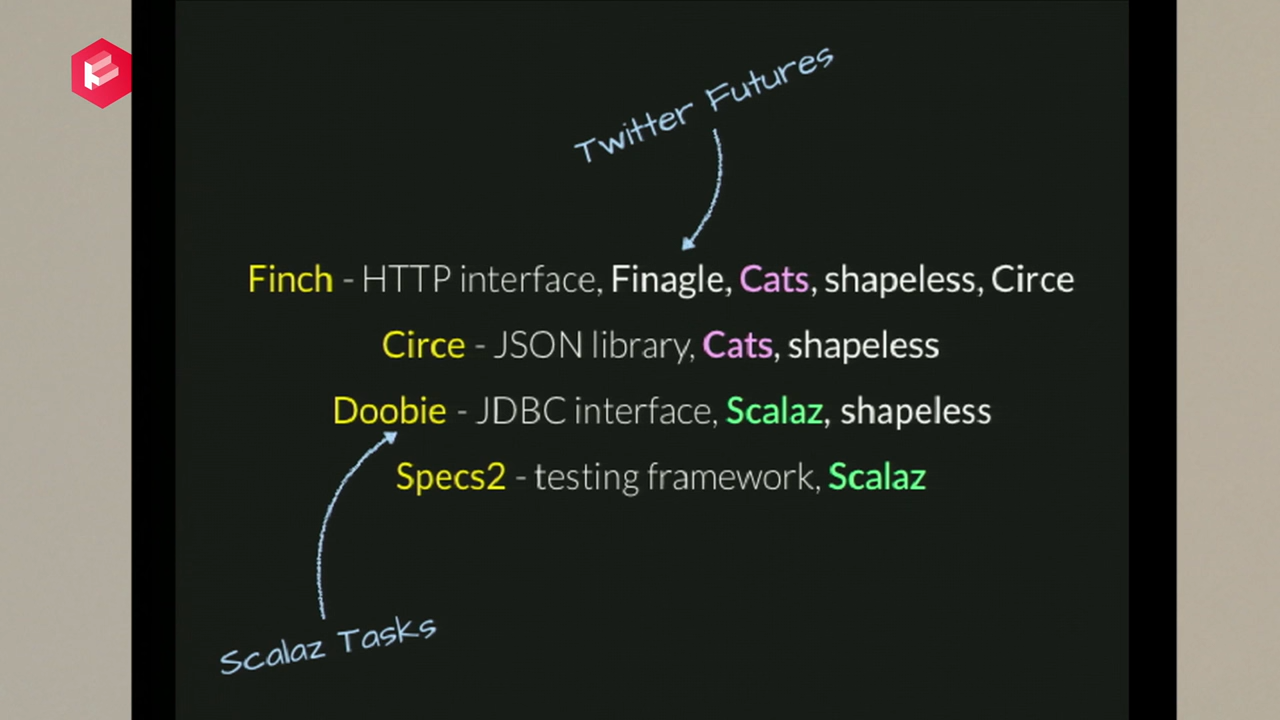 Twitter Futures
Finch - HTTP interface, Finagle, Cats, shapeless, Circe
Circe - JSON library, Cats, shapeless
Doobie - JDBC interface, Scalaz, shapeless
Specs2 - testing framework, Scalaz
Scalaz Tasks